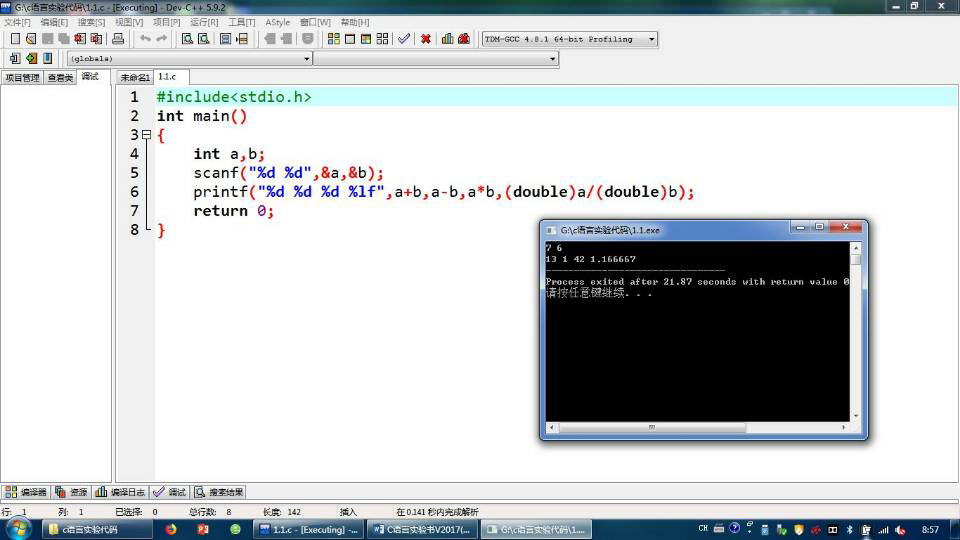 G:\c语言实验代码\1.1.c - [Executing] - Dev-C++ 5.9.2
文件[F] 编辑[E] 搜索[S] 视图[V] 项目[P] 运行[R] 工具[T] AStyle 窗口[W] 帮助[H]
TDM-GCC 4.8.1 64-bit Profiling
(globals)
项目管理 查看类 调试 未命名1 1.1.c
1 #include<stdio.h>
2 int main()
3 {
4 int a,b;
5 scanf("%d %d",&a,&b);
6 printf("%d %d %d %lf",a+b,a-b,a*b,(double)a/(double)b);
7 return 0;
8 }
G:\c语言实验代码\1.1.exe
7 6
13 1 42 1.166667
--------------------------------
Process exited after 21.87 seconds with return value 0
请按任意键继续. . .
编译器 资源 编译日志 调试 搜索结果
行: 1 列: 1 已选择: 0 总行数: 8 长度: 142 插入 在 0.141 秒内完成解析
c语言实验代码 1.1.c - [Executing] -... C语言实验书V2017(... G:\c语言实验代码\1.... CH 8:57